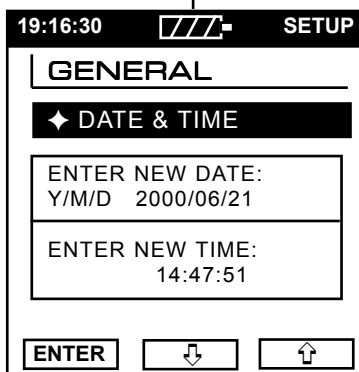 19:16:30 SETUP
GENERAL
DATE & TIME
ENTER NEW DATE:
Y/M/D 2000/06/21
ENTER NEW TIME:
14:47:51
ENTER